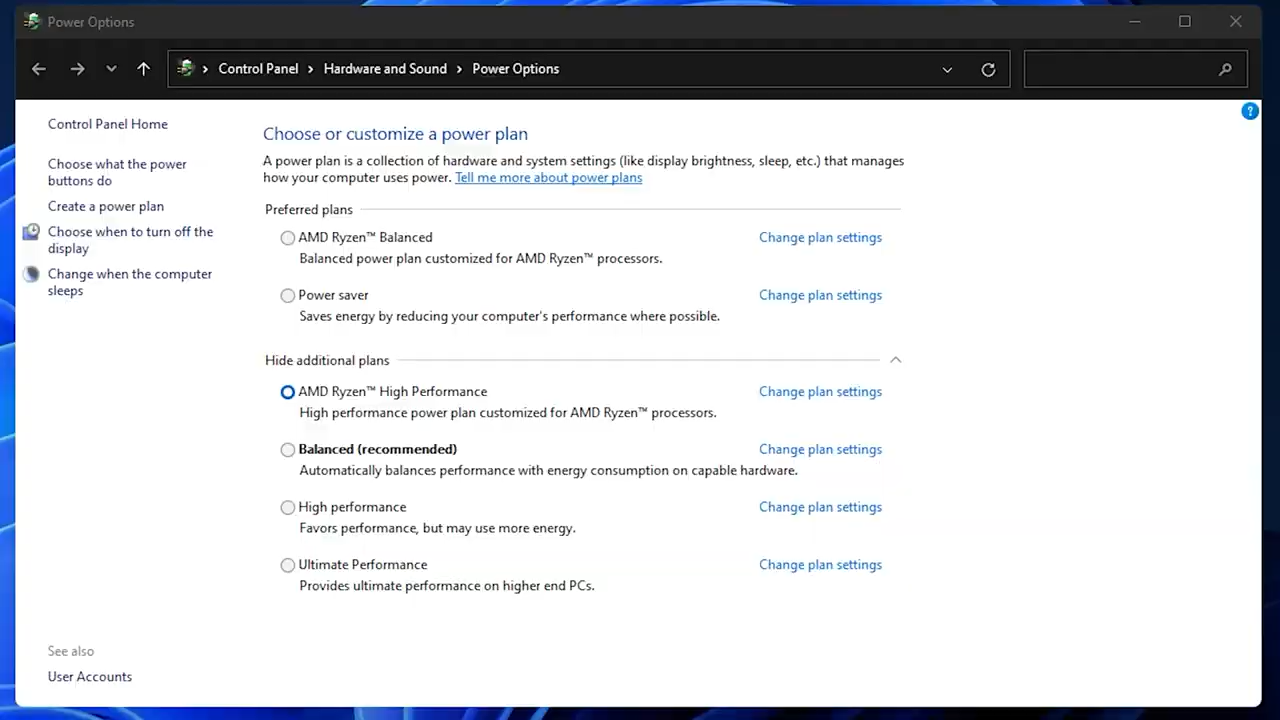 Power Options
Control Panel > Hardware and Sound > Power Options
Control Panel Home
Choose what the power
buttons do
Create a power plan
Choose when to turn off the
display
Change when the computer
sleeps
Choose or customize a power plan
A power plan is a collection of hardware and system settings (like display brightness, sleep, etc.) that manages
how your computer uses power. Tell me more about power plans
Preferred plans
AMD Ryzen™ Balanced Change plan settings
Balanced power plan customized for AMD Ryzen™ processors.
Power saver Change plan settings
Saves energy by reducing your computer's performance where possible.
Hide additional plans
AMD Ryzen™ High Performance Change plan settings
High performance power plan customized for AMD Ryzen™ processors.
Balanced (recommended) Change plan settings
Automatically balances performance with energy consumption on capable hardware.
High performance Change plan settings
Favors performance, but may use more energy.
Ultimate Performance Change plan settings
Provides ultimate performance on higher end PCs.
See also
User Accounts
?